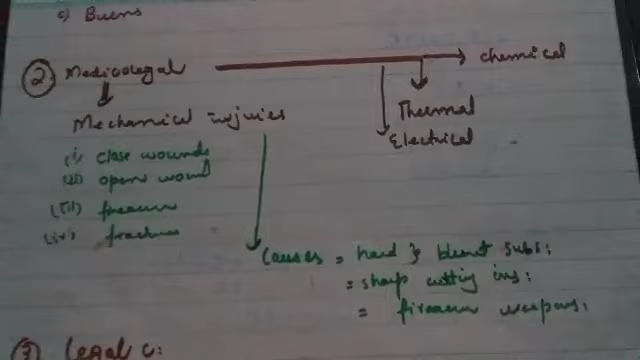 c) Buens
② Medicolegal
chemical
Thermal
Electrical
Mechanical injuries
(i) close wounds
(ii) open wound
(iii) firearm
(iv) fracture
Causes = hard & blunt subs:
= sharp cutting ins:
= firearm weapons:
③ Legal c: